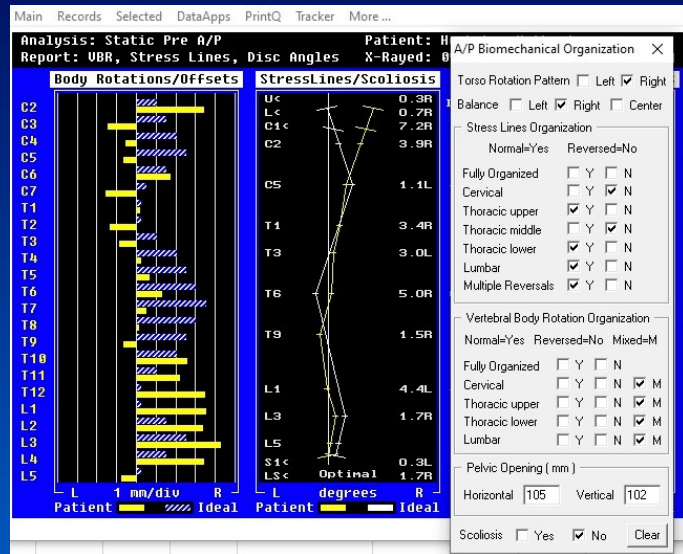 Main Records Selected DataApps PrintQ Tracker More ...
Analysis: Static Pre A/P Patient: H
Report: VBR, Stress Lines, Disc Angles X-Rayed: 0
Body Rotations/Offsets
C2
C3
C4
C5
C6
C7
T1
T2
T3
T4
T5
T6
T7
T8
T9
T10
T11
T12
L1
L2
L3
L4
L5
L 1 mm/div R
Patient Ideal
StressLines/Scoliosis
U< 0.3R
L< 0.7R
C1< 7.2R
C2 3.9R
C5 1.1L
T1 3.4R
T3 3.0L
T6 5.0R
T9 1.5R
L1 4.4L
L3 1.7R
L5
S1< 0.3L
LS< Optimal 1.7R
L degrees R
Patient Ideal
A/P Biomechanical Organization
Torso Rotation Pattern Left Right
Balance Left Right Center
Stress Lines Organization
Normal=Yes Reversed=No
Fully Organized Y N
Cervical Y N
Thoracic upper Y N
Thoracic middle Y N
Thoracic lower Y N
Lumbar Y N
Multiple Reversals Y N
Vertebral Body Rotation Organization
Normal=Yes Reversed=No Mixed=M
Fully Organized Y N
Cervical Y N M
Thoracic upper Y N M
Thoracic lower Y N M
Lumbar Y N M
Pelvic Opening ( mm )
Horizontal 105 Vertical 102
Scoliosis Yes No Clear